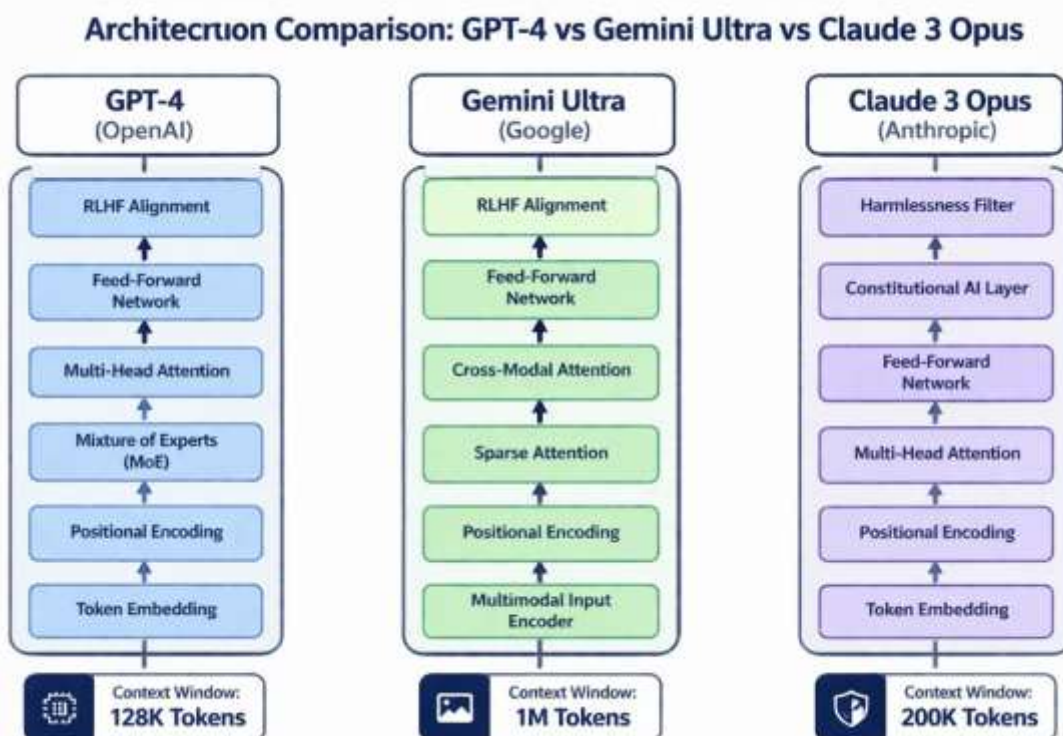 Architecruon Comparison: GPT-4 vs Gemini Ultra vs Claude 3 Opus
GPT-4
(OpenAI)
RLHF Alignment
Feed-Forward
Network
Multi-Head Attention
Mixture of Experts
(MoE)
Positional Encoding
Token Embedding
Context Window:
128K Tokens
Gemini Ultra
(Google)
RLHF Alignment
Feed-Forward
Network
Cross-Modal Attention
Sparse Attention
Positional Encoding
Multimodal Input
Encoder
Context Window:
1M Tokens
Claude 3 Opus
(Anthropic)
Harmlessness Filter
Constitutional AI Layer
Feed-Forward
Network
Multi-Head Attention
Positional Encoding
Token Embedding
Context Window:
200K Tokens